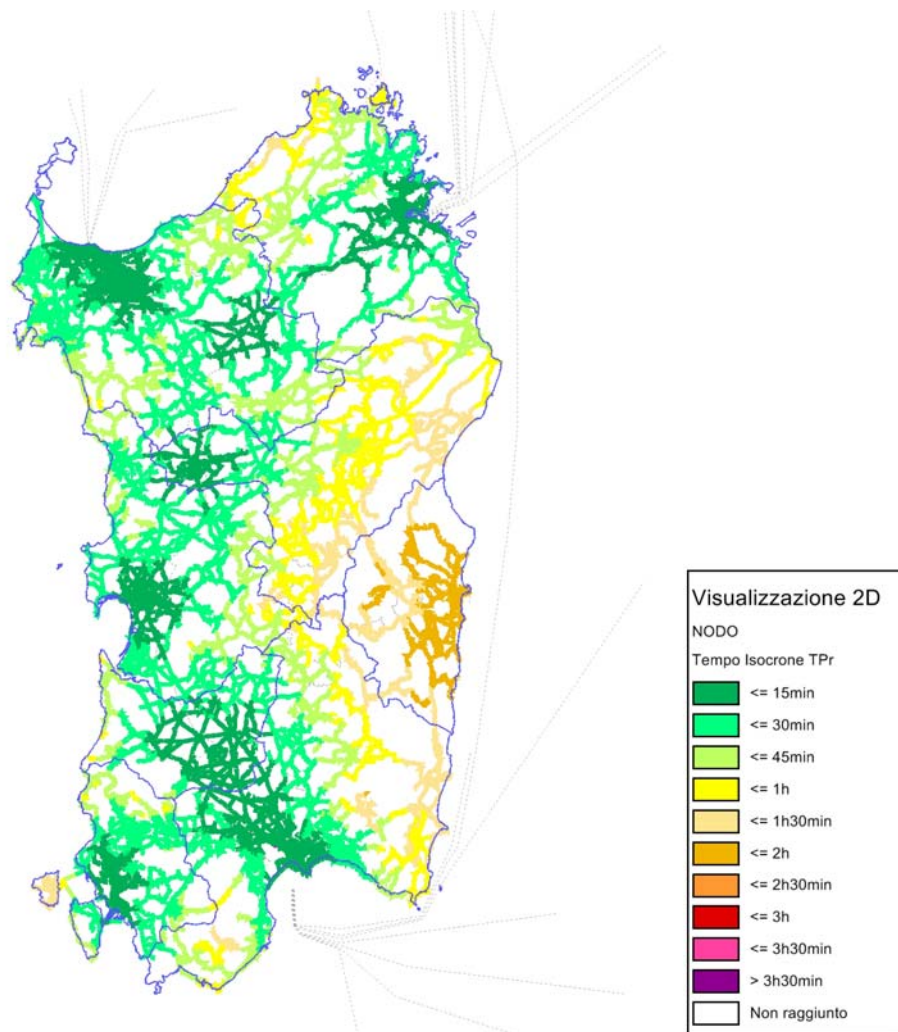 Visualizzazione 2D
NODO
Tempo Isocrone TPr
<= 15min
<= 30min
<= 45min
<= 1h
<= 1h30min
<= 2h
<= 2h30min
<= 3h
<= 3h30min
> 3h30min
Non raggiunto